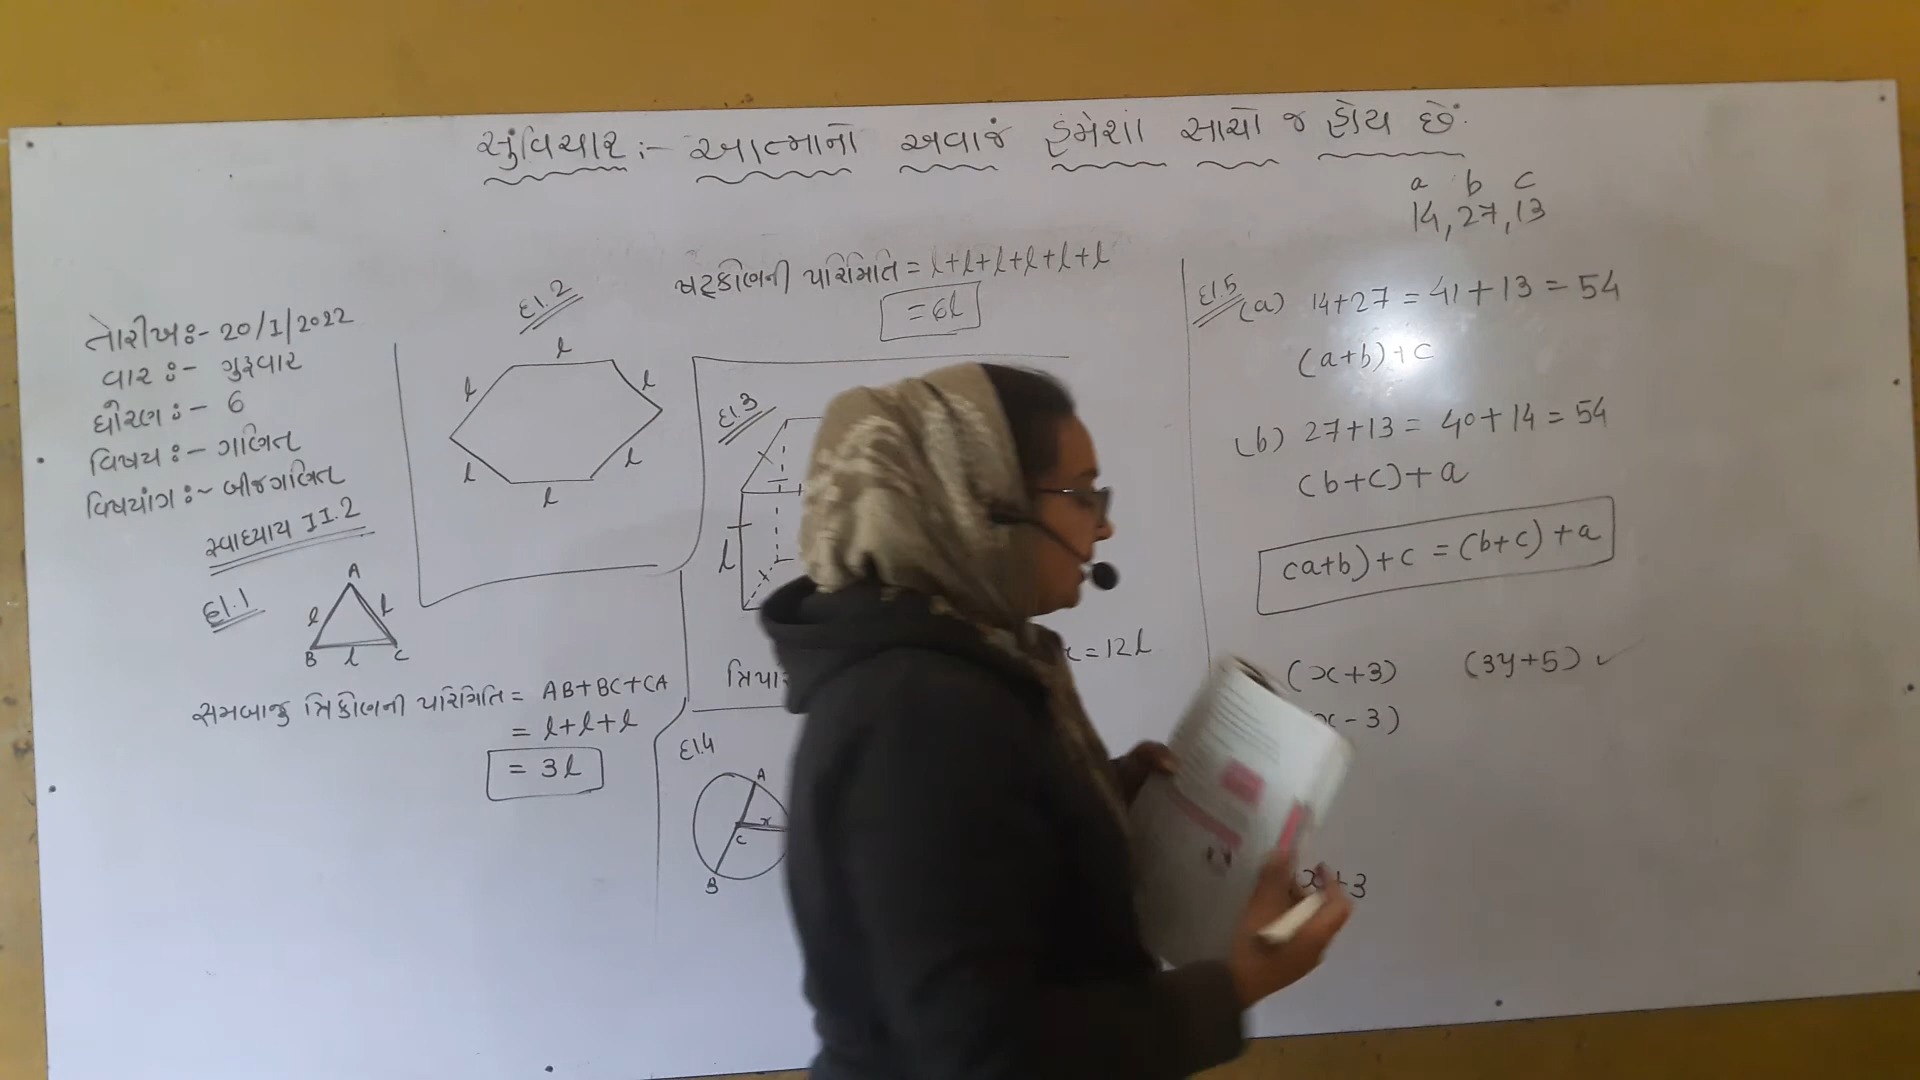 સુંવિચાર:- આત્માનો અવાજ હંમેશા સાચો જ હોય છે.
તારીખઃ- 20/1/2022
વાર ઃ- ગુરૂવાર
ધોરણ ઃ- 6
વિષય ઃ- ગણિત
વિષયાંગ ઃ- બીજગણિત
સ્વાધ્યાય 11.2
દા.1
A
l l
B l C
સમબાજુ ત્રિકોણની પરિમિતિ = AB+BC+CA
= l+l+l
= 3l
દા.2
l
l l
l l
l
ષટ્કોણની પરિમિતિ = l+l+l+l+l+l
= 6l
દા.3
l
= 12l
દા.4
A
x
C
B
a b c
14, 27, 13
દા.5
(a) 14+27 = 41+13 = 54
(a+b)+c
(b) 27+13 = 40+14 = 54
(b+c)+a
(a+b)+c = (b+c)+a
(x+3) (3y+5) ✓
x-3)
x+3